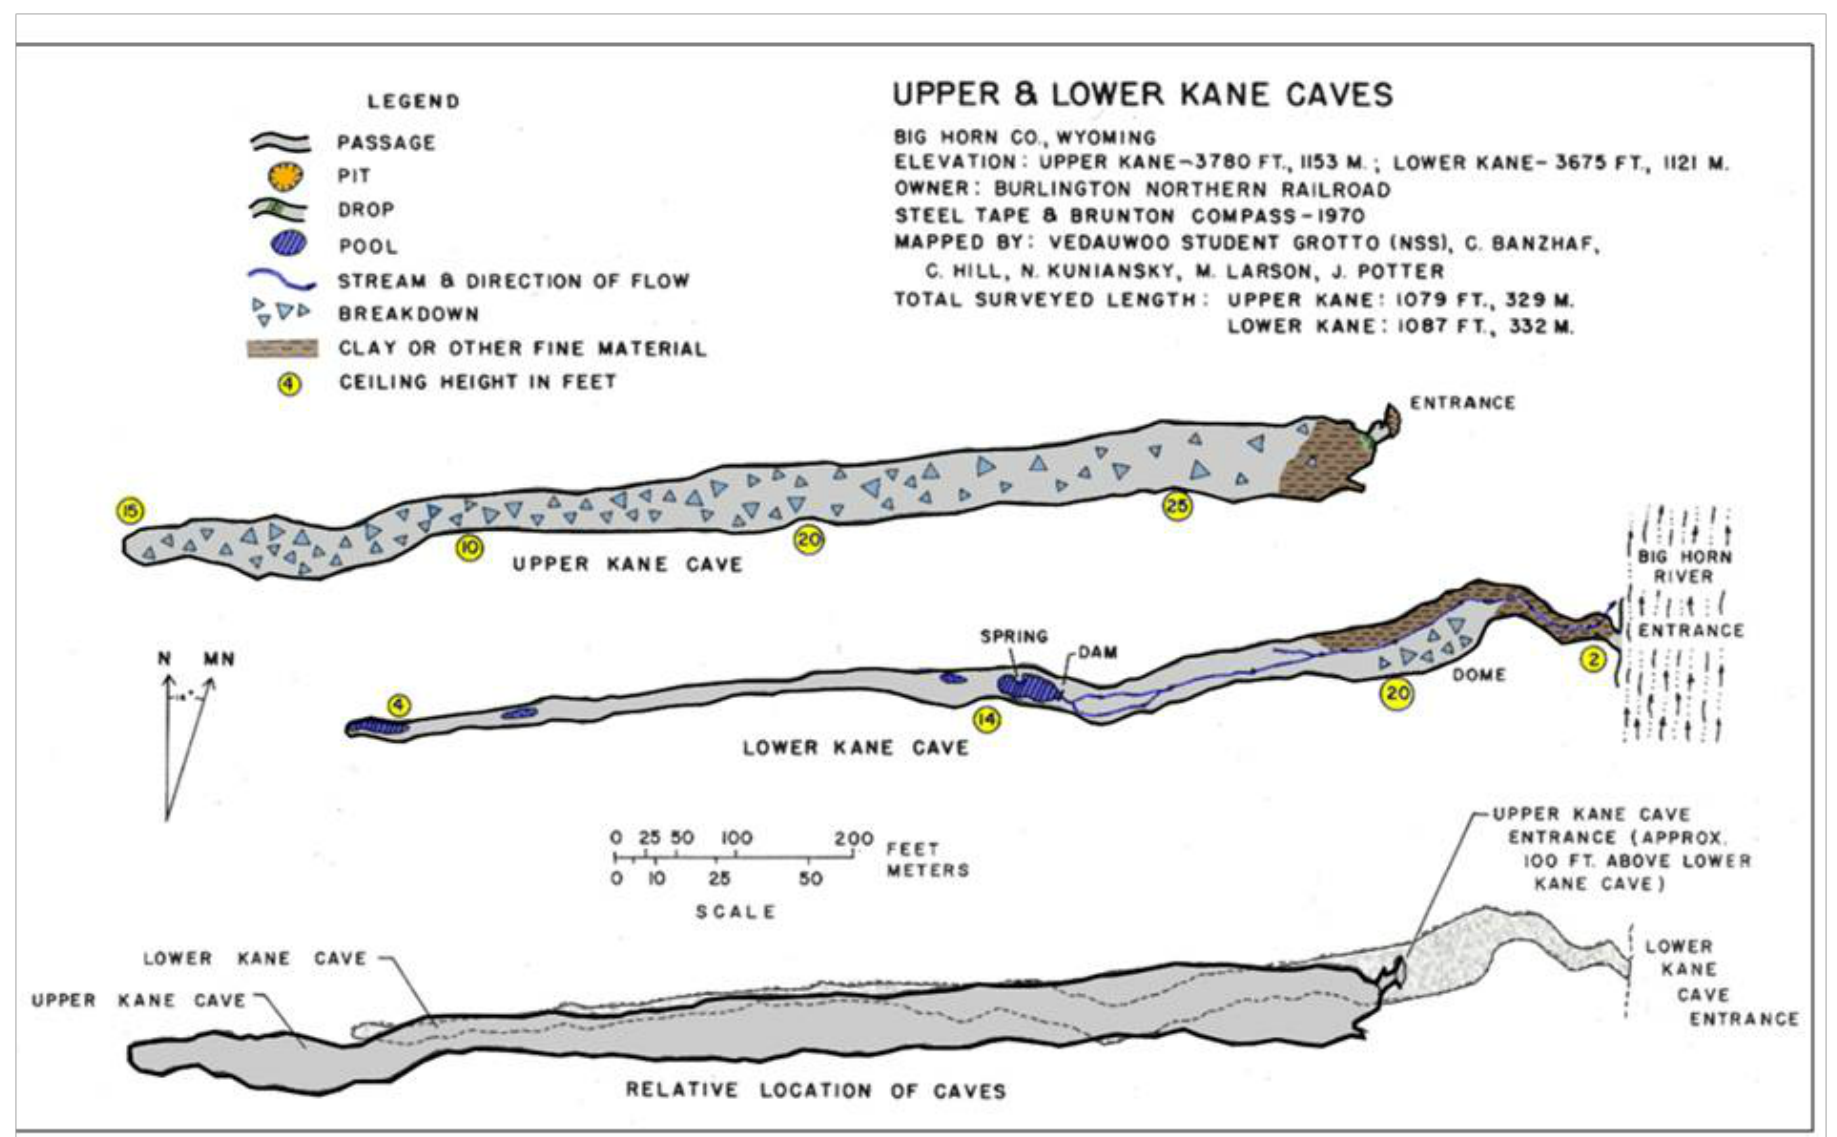 LEGEND
PASSAGE
PIT
DROP
POOL
STREAM & DIRECTION OF FLOW
BREAKDOWN
CLAY OR OTHER FINE MATERIAL
4 CEILING HEIGHT IN FEET
UPPER & LOWER KANE CAVES
BIG HORN CO., WYOMING
ELEVATION: UPPER KANE-3780 FT., 1153 M.; LOWER KANE- 3675 FT., 1121 M.
OWNER: BURLINGTON NORTHERN RAILROAD
STEEL TAPE & BRUNTON COMPASS-1970
MAPPED BY: VEDAUWOO STUDENT GROTTO (NSS), C. BANZHAF,
C. HILL, N. KUNIANSKY, M. LARSON, J. POTTER
TOTAL SURVEYED LENGTH: UPPER KANE: 1079 FT., 329 M.
LOWER KANE: 1087 FT., 332 M.
ENTRANCE
15
10
20
25
UPPER KANE CAVE
BIG HORN
RIVER
ENTRANCE
SPRING
DAM
DOME
2
20
14
4
LOWER KANE CAVE
N MN
0 25 50 100 200 FEET
0 10 25 50 METERS
SCALE
UPPER KANE CAVE
ENTRANCE (APPROX.
100 FT. ABOVE LOWER
KANE CAVE)
LOWER KANE CAVE
UPPER KANE CAVE
LOWER
KANE
CAVE
ENTRANCE
RELATIVE LOCATION OF CAVES